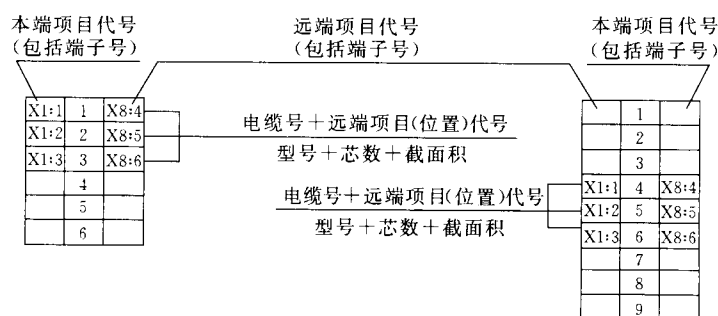 本端项目代号
(包括端子号)
远端项目代号
(包括端子号)
本端项目代号
(包括端子号)
X1:1 1 X8:4
X1:2 2 X8:5
X1:3 3 X8:6
4
5
6
电缆号+远端项目(位置)代号
型号+芯数+截面积
电缆号+远端项目(位置)代号
型号+芯数+截面积
1
2
3
X1:1 4 X8:4
X1:2 5 X8:5
X1:3 6 X8:6
7
8
9